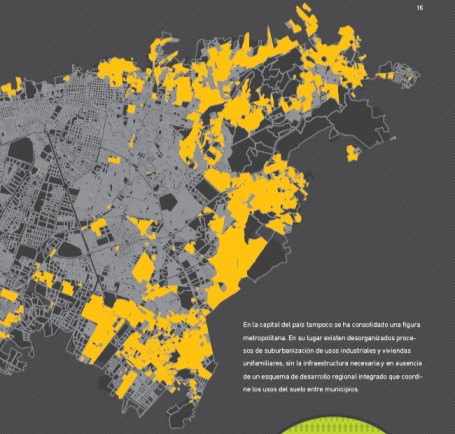 15
En la capital del país tampoco se ha consolidado una figura
metropolitana. En su lugar existen desorganizados proce-
sos de suburbanización de usos industriales y viviendas
unifamiliares, sin la infraestructura necesaria y en ausencia
de un esquema de desarrollo regional integrado que coordi-
ne los usos del suelo entre municipios.